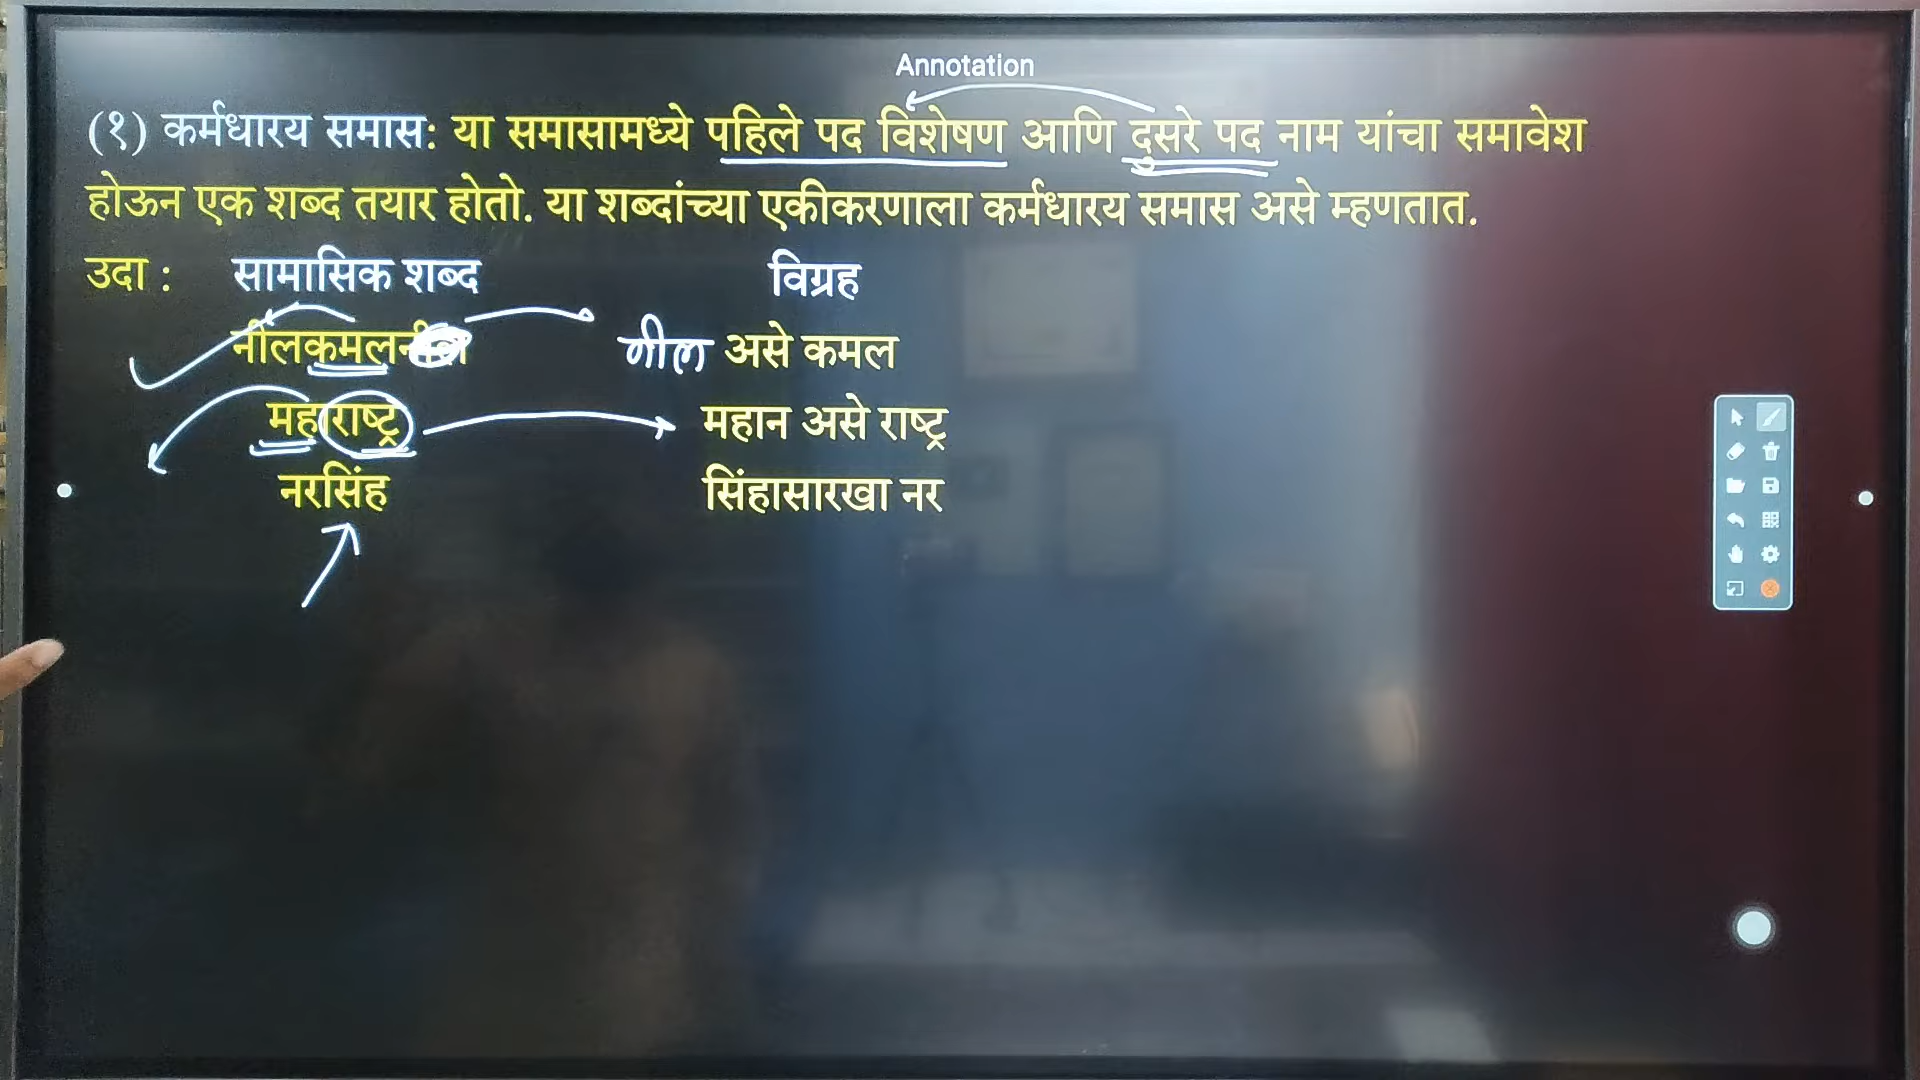 Annotation
(१) कर्मधारय समास: या समासामध्ये पहिले पद विशेषण आणि दुसरे पद नाम यांचा समावेश
होऊन एक शब्द तयार होतो. या शब्दांच्या एकीकरणाला कर्मधारय समास असे म्हणतात.
उदा : सामासिक शब्द विग्रह
नीलकमल नील असे कमल
महाराष्ट्र महान असे राष्ट्र
नरसिंह सिंहासारखा नर